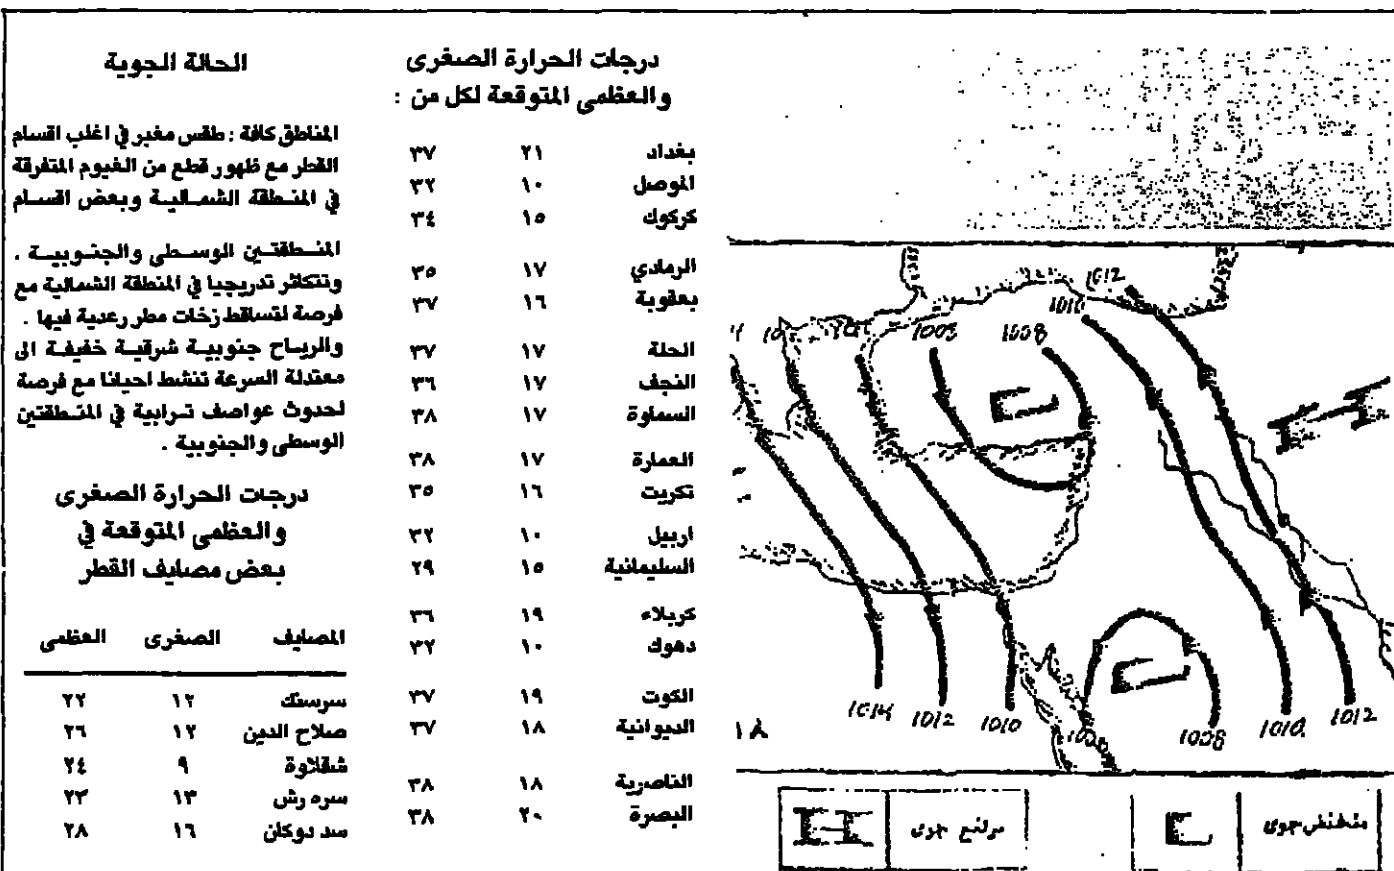 الحالة الجوية
المناطق كافة : طقس مغبر في اغلب اقسام
القطر مع ظهور قطع من الغيوم المتفرقة
في المنطقة الشمالية وبعض اقسام
المنطقتين الوسطى والجنوبية .
وتتكاثر تدريجيا في المنطقة الشمالية مع
فرصة لتساقط زخات مطر رعدية فيها .
والرياح جنوبية شرقية خفيفة الى
معتدلة السرعة تنشط احيانا مع فرصة
لحدوث عواصف ترابية في المنطقتين
الوسطى والجنوبية .
درجات الحرارة الصغرى
والعظمى المتوقعة في
بعض مصايف القطر
المصايف الصغرى العظمى
سرسنك ١٢ ٢٢
صلاح الدين ١٢ ٢٦
شقلاوة ٩ ٢٤
سره رش ١٣ ٢٣
سد دوكان ١٦ ٢٨
درجات الحرارة الصغرى
والعظمى المتوقعة لكل من :
بغداد ٢١ ٣٧
الموصل ١٠ ٣٢
كركوك ١٥ ٣٤
الرمادي ١٧ ٣٥
بعقوبة ١٦ ٣٧
الحلة ١٧ ٣٧
النجف ١٧ ٣٦
السماوة ١٧ ٣٨
العمارة ١٧ ٣٨
تكريت ١٦ ٣٥
اربيل ١٠ ٣٢
السليمانية ١٥ ٢٩
كربلاء ١٩ ٣٦
دهوك ١٠ ٣٢
الكوت ١٩ ٣٧
الديوانية ١٨ ٣٧
الناصرية ١٨ ٣٨
البصرة ٢٠ ٣٨
1012
1010
1008
1014 1012 1010 1008 1010 1012
منخفض جوى
مرتفع جوى